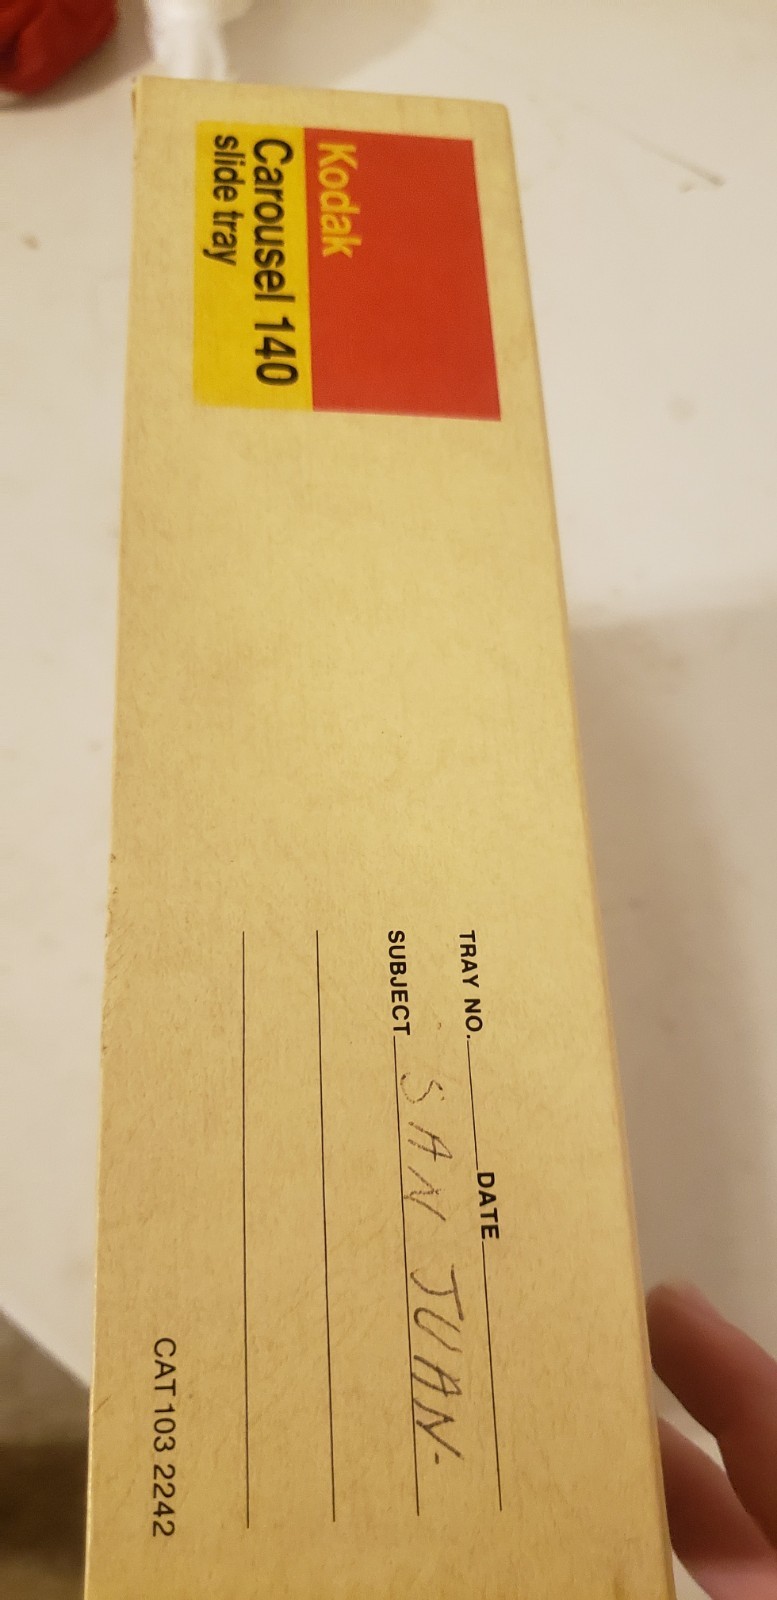 Kodak
Carousel 140
slide tray
TRAY NO. DATE
SUBJECT SAN JUAN-
CAT 103 2242